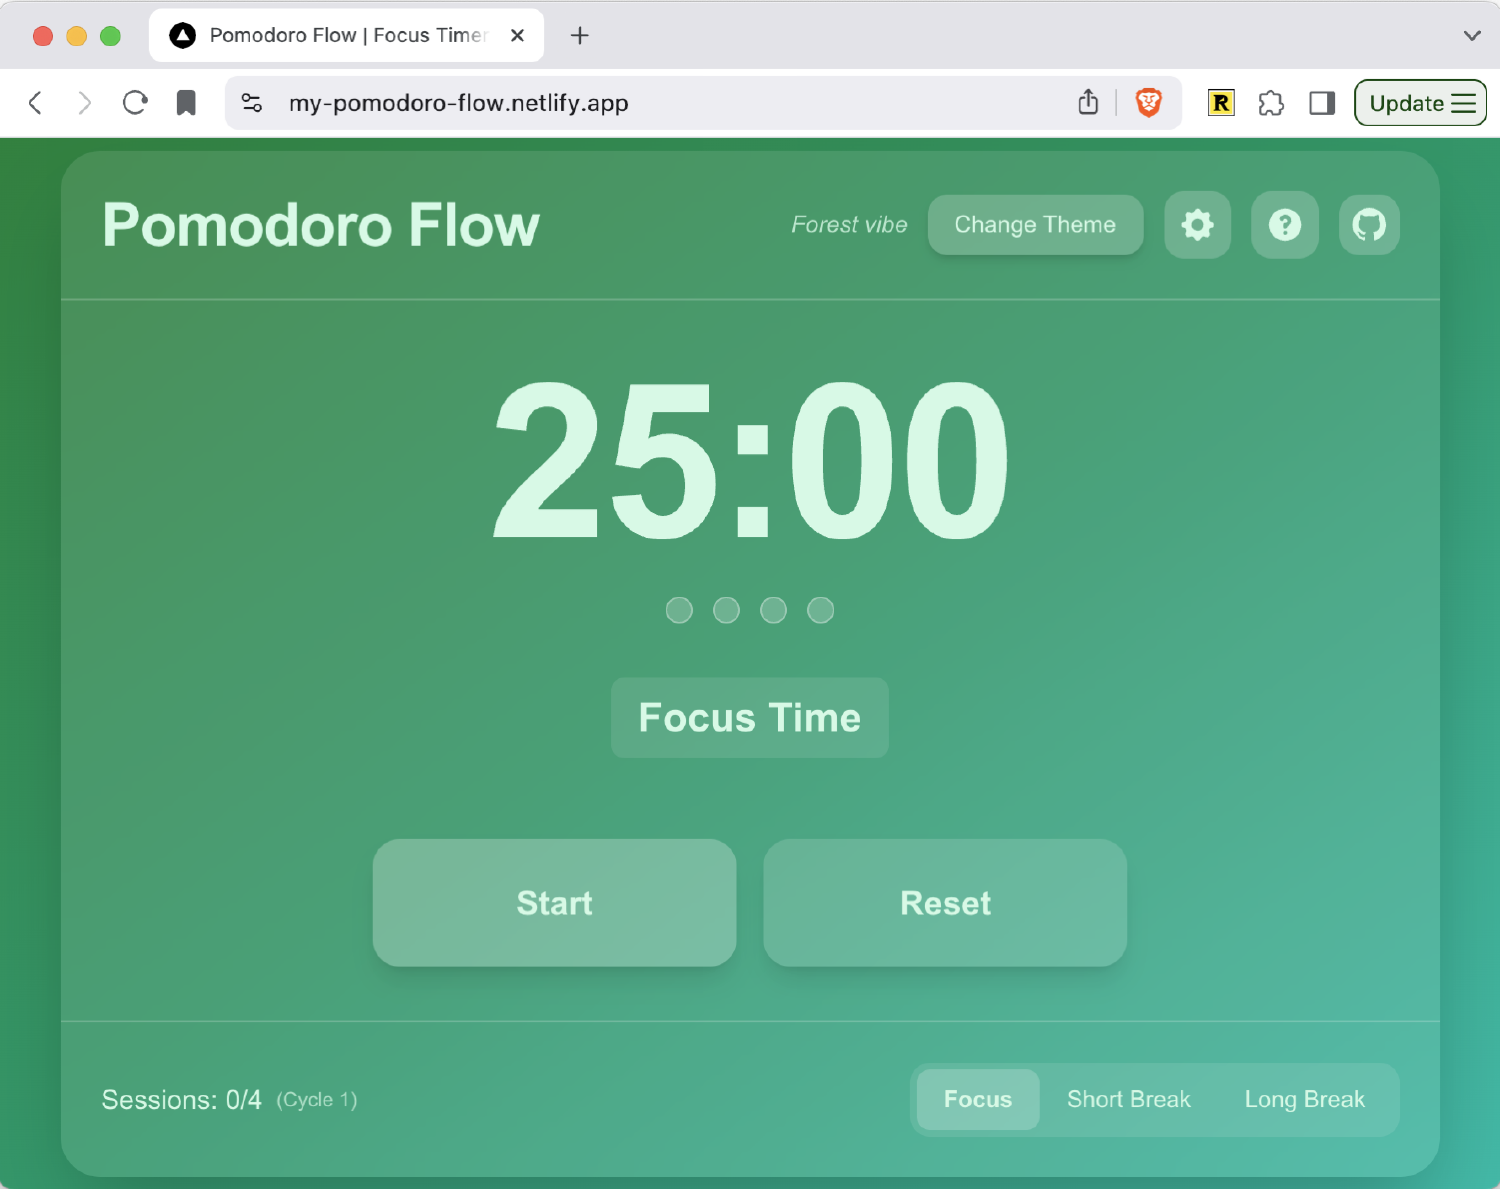 Pomodoro Flow | Focus Timer
my-pomodoro-flow.netlify.app
R
Update
Pomodoro Flow
Forest vibe
Change Theme
?
25:00
Focus Time
Start
Reset
Sessions: 0/4 (Cycle 1)
Focus
Short Break
Long Break